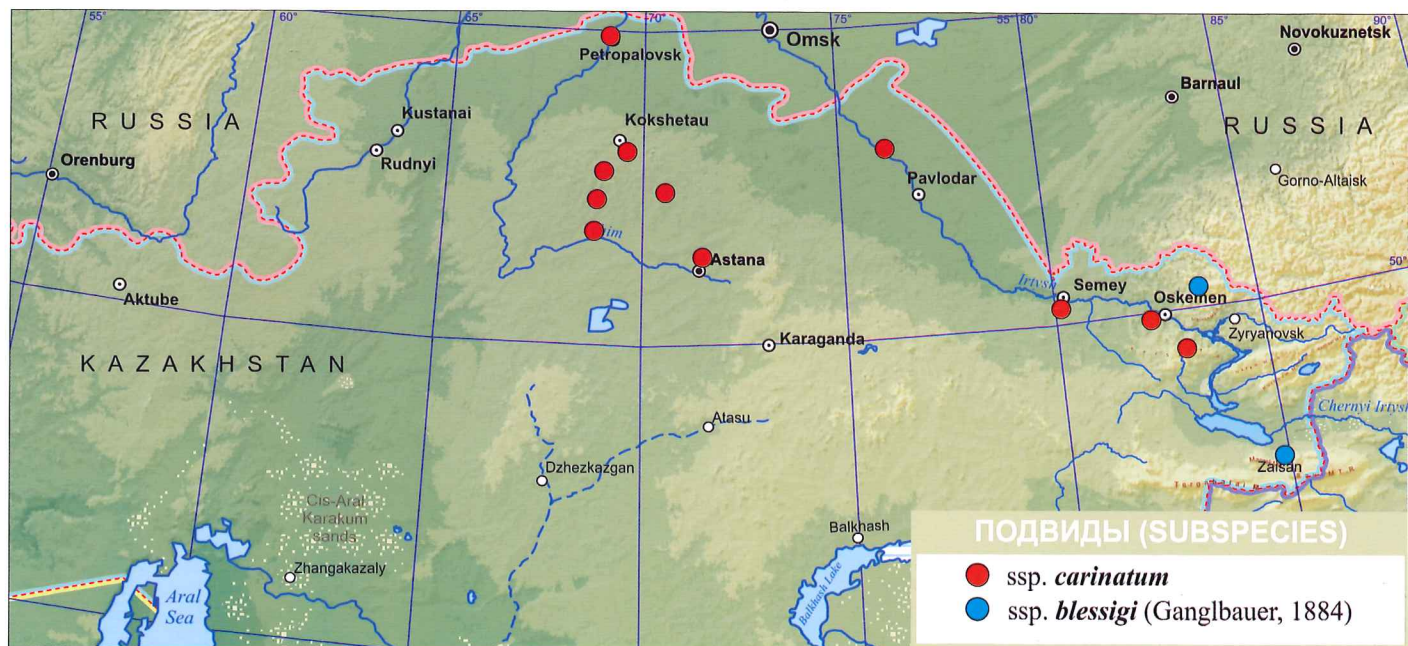 55°
60°
65°
70°
75°
55°80°
85°
90°
Novokuznetsk
Omsk
Petropalovsk
Barnaul
RUSSIA
Kustanai
Kokshetau
RUSSIA
Orenburg
Rudnyi
Pavlodar
Gorno-Altaisk
im
Astana
50°
Aktube
Irtysh
Semey
Oskemen
Zyryanovsk
Karaganda
KAZAKHSTAN
Chernyi Irtysh
Atasu
Dzhezkazgan
Zaisan
Cis-Aral
Karakum
sands
Balkhash
Zhangakazaly
Aral
Sea
Balkhash Lake
ПОДВИДЫ (SUBSPECIES)
ssp. carinatum
ssp. blessigi (Ganglbauer, 1884)